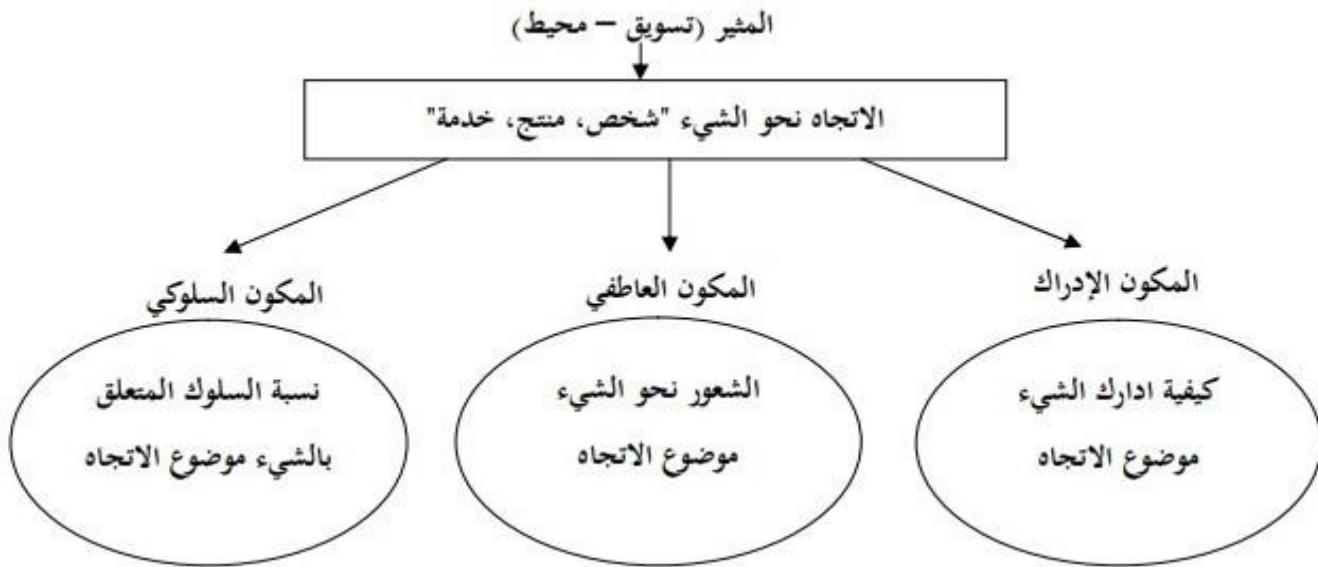 المثير (تسويق – محيط)
الاتجاه نحو الشيء "شخص، منتج، خدمة"
المكون الإدراك
المكون العاطفي
المكون السلوكي
كيفية ادارك الشيء
موضوع الاتجاه
الشعور نحو الشيء
موضوع الاتجاه
نسبة السلوك المتعلق
بالشيء موضوع الاتجاه